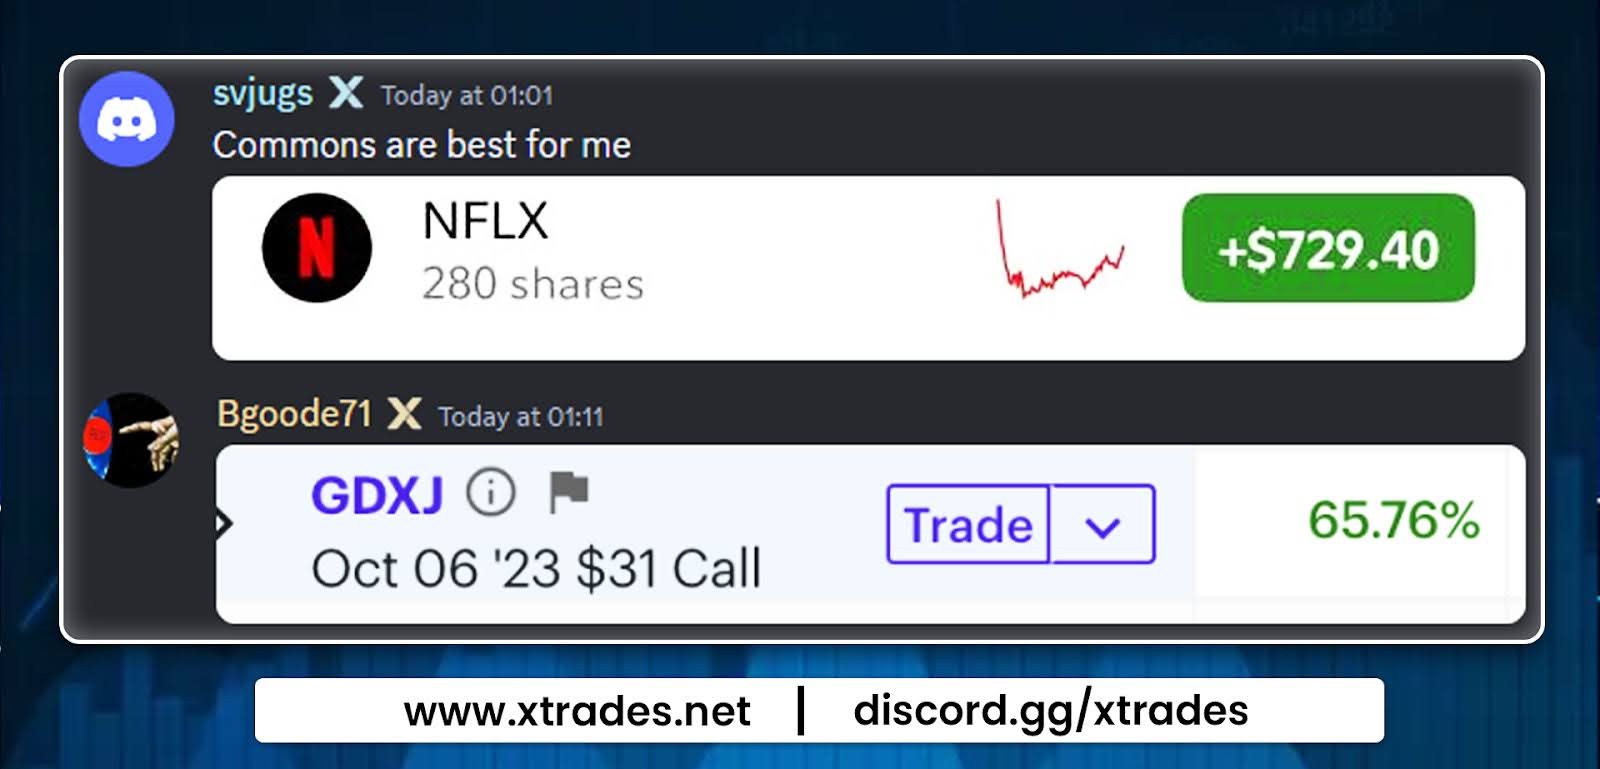 svjugs X Today at 01:01
Commons are best for me
N
NFLX
280 shares
+$729.40
Bgoode71 X Today at 01:11
GDXJ
Oct 06 '23 $31 Call
Trade
65.76%
www.xtrades.net | discord.gg/xtrades